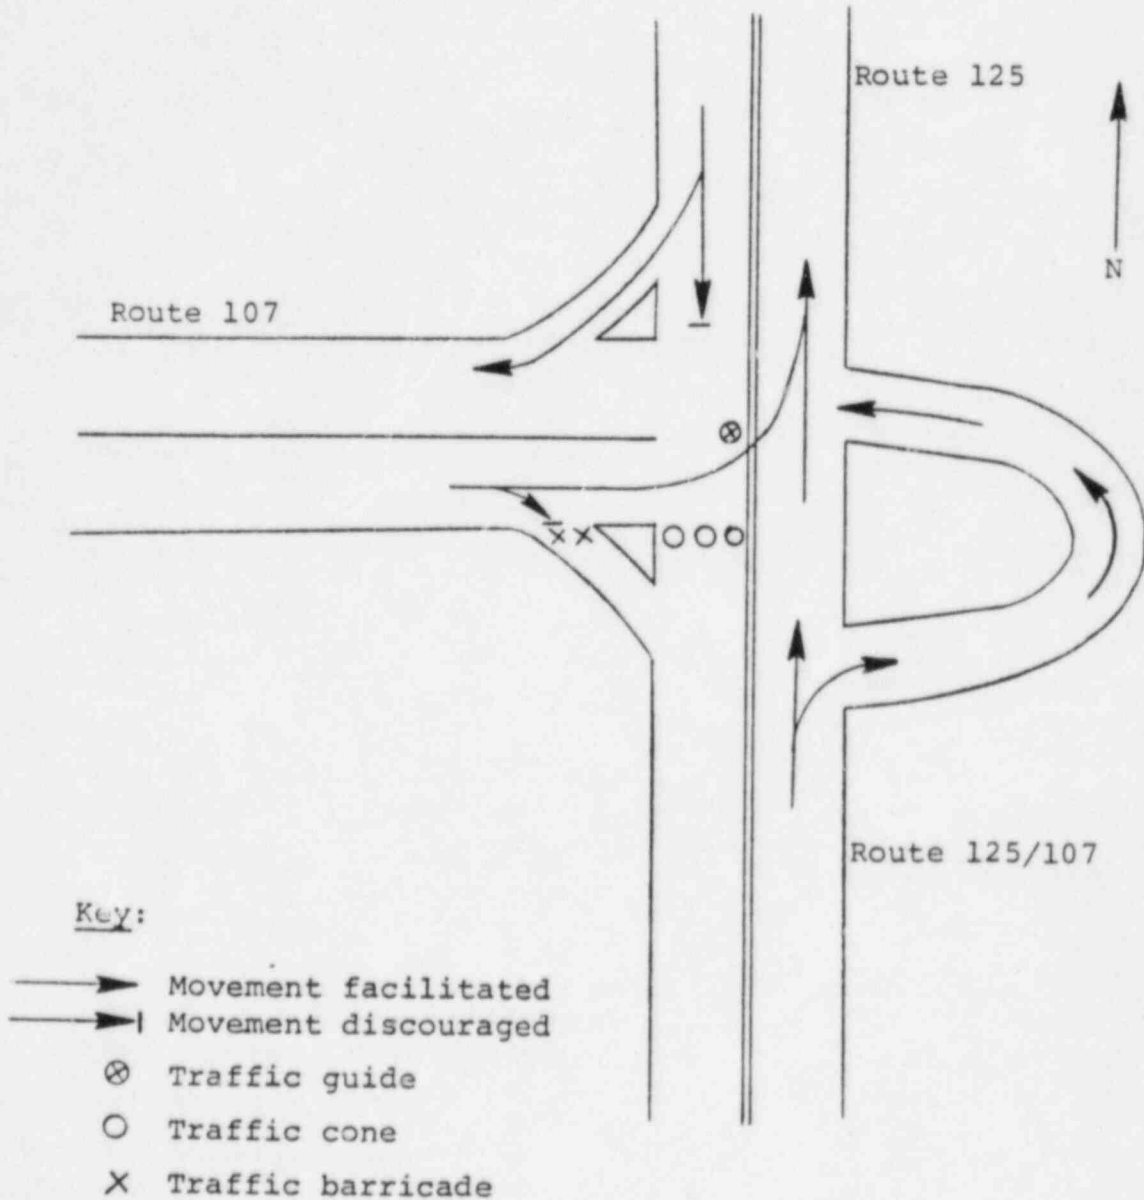 Route 125
N
Route 107
Route 125/107
Key:
Movement facilitated
Movement discouraged
Traffic guide
Traffic cone
Traffic barricade